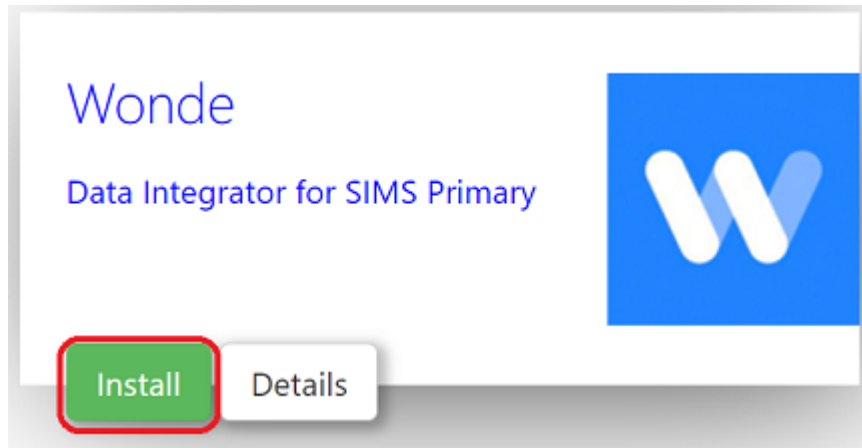 Wonde
Data Integrator for SIMS Primary
Install
Details